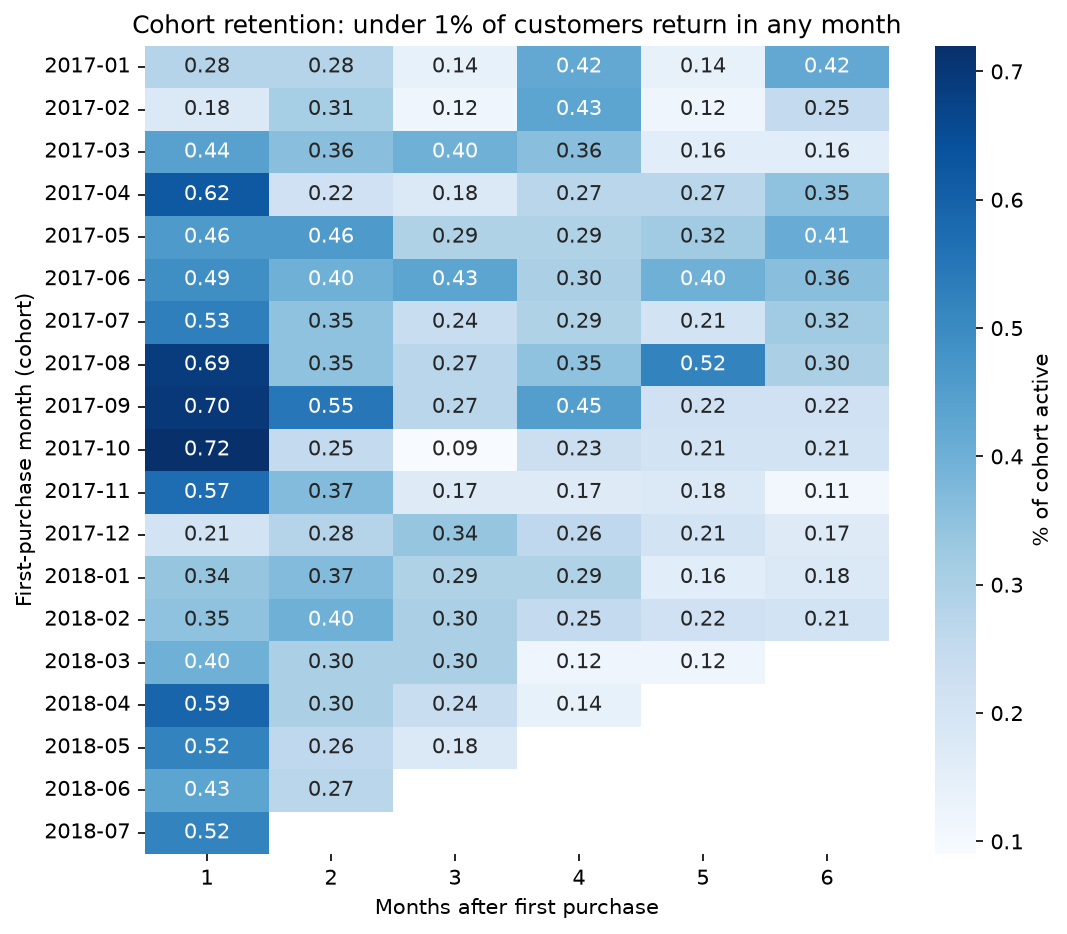 Cohort retention: under 1% of customers return in any month
First-purchase month (cohort)
2017-01 0.28 0.28 0.14 0.42 0.14 0.42
2017-02 0.18 0.31 0.12 0.43 0.12 0.25
2017-03 0.44 0.36 0.40 0.36 0.16 0.16
2017-04 0.62 0.22 0.18 0.27 0.27 0.35
2017-05 0.46 0.46 0.29 0.29 0.32 0.41
2017-06 0.49 0.40 0.43 0.30 0.40 0.36
2017-07 0.53 0.35 0.24 0.29 0.21 0.32
2017-08 0.69 0.35 0.27 0.35 0.52 0.30
2017-09 0.70 0.55 0.27 0.45 0.22 0.22
2017-10 0.72 0.25 0.09 0.23 0.21 0.21
2017-11 0.57 0.37 0.17 0.17 0.18 0.11
2017-12 0.21 0.28 0.34 0.26 0.21 0.17
2018-01 0.34 0.37 0.29 0.29 0.16 0.18
2018-02 0.35 0.40 0.30 0.25 0.22 0.21
2018-03 0.40 0.30 0.30 0.12 0.12
2018-04 0.59 0.30 0.24 0.14
2018-05 0.52 0.26 0.18
2018-06 0.43 0.27
2018-07 0.52
1 2 3 4 5 6
Months after first purchase
0.7
0.6
0.5
0.4
0.3
0.2
0.1
% of cohort active